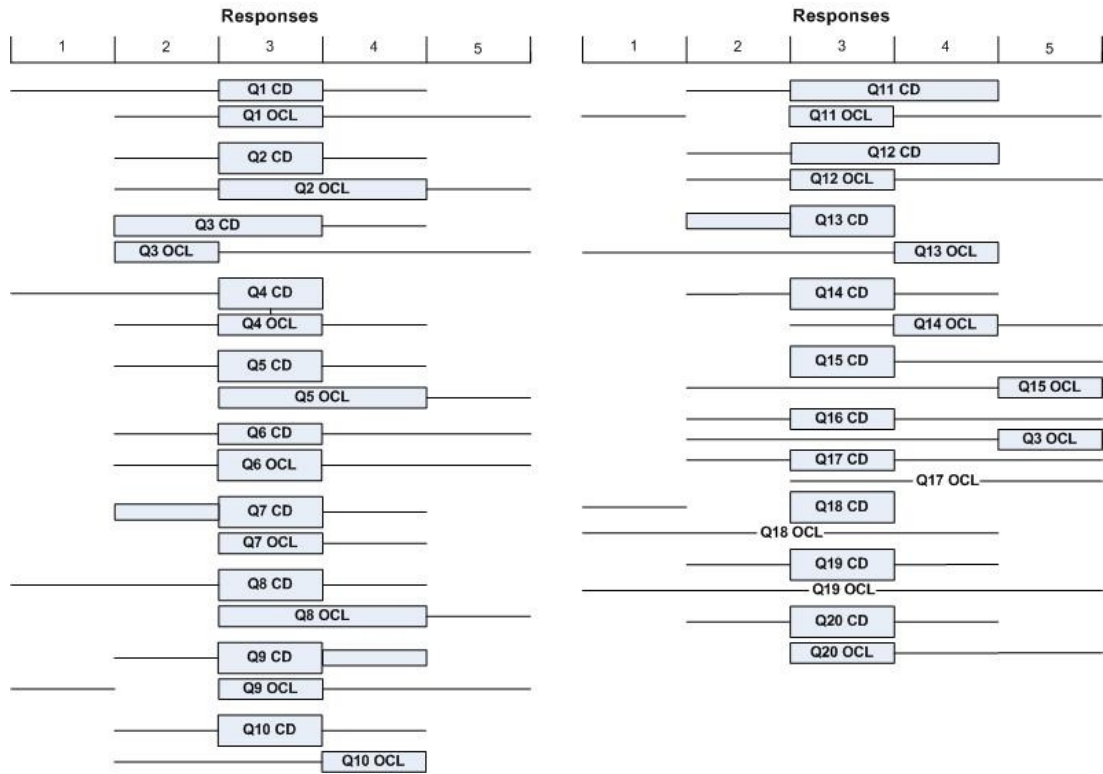 Responses
1 2 3 4 5
Q1 CD
Q1 OCL
Q2 CD
Q2 OCL
Q3 CD
Q3 OCL
Q4 CD
Q4 OCL
Q5 CD
Q5 OCL
Q6 CD
Q6 OCL
Q7 CD
Q7 OCL
Q8 CD
Q8 OCL
Q9 CD
Q9 OCL
Q10 CD
Q10 OCL
Responses
1 2 3 4 5
Q11 CD
Q11 OCL
Q12 CD
Q12 OCL
Q13 CD
Q13 OCL
Q14 CD
Q14 OCL
Q15 CD
Q15 OCL
Q16 CD
Q3 OCL
Q17 CD
Q17 OCL
Q18 CD
Q18 OCL
Q19 CD
Q19 OCL
Q20 CD
Q20 OCL